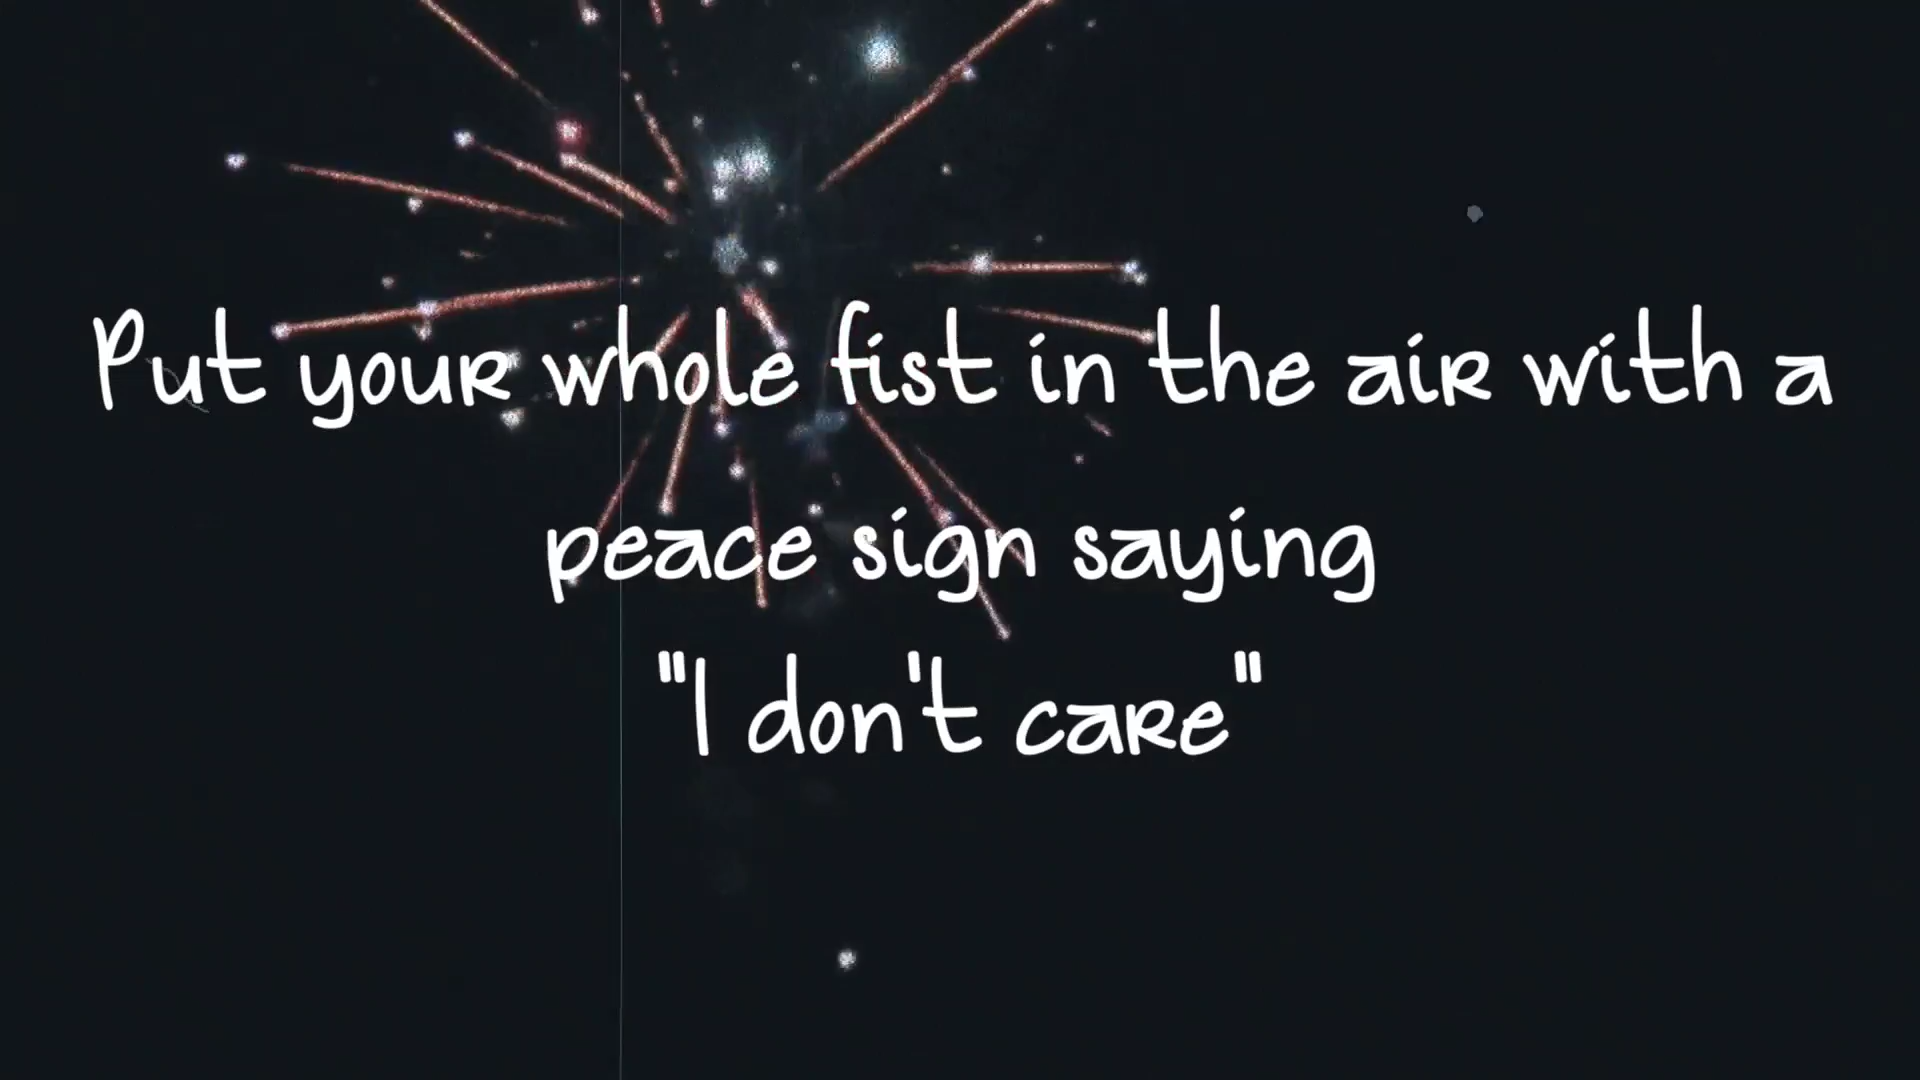 Put your whole fist in the air with a
peace sign saying
"I don't care"